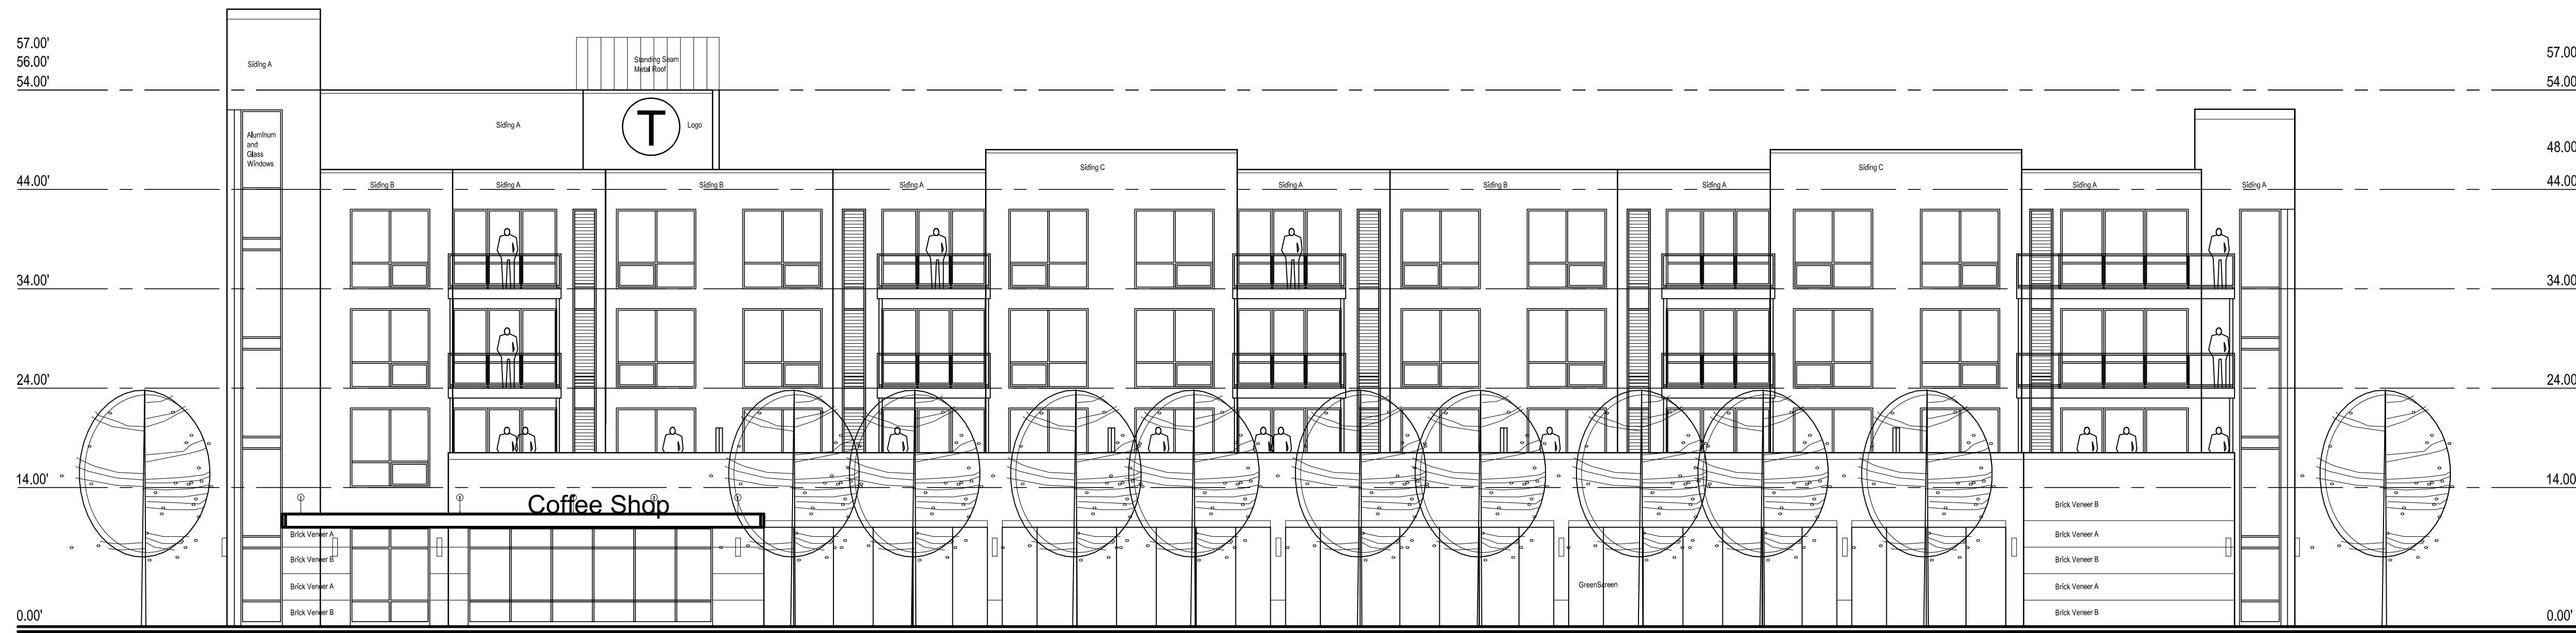 57.00'
56.00'
54.00'
44.00'
34.00'
24.00'
14.00'
0.00'
Siding A
Aluminum
and
Glass
Windows
Standing Seam
Metal Roof
Siding A
T
Logo
Siding B
Siding A
Siding B
Siding A
Siding C
Siding A
Siding B
Siding A
Siding C
Siding A
Siding A
Coffee Shop
Brick Veneer A
Brick Veneer B
Brick Veneer A
Brick Veneer B
GreenScreen
Brick Veneer B
Brick Veneer A
Brick Veneer B
Brick Veneer A
Brick Veneer B
57.00
54.00
48.00
44.00
34.00
24.00
14.00
0.00'